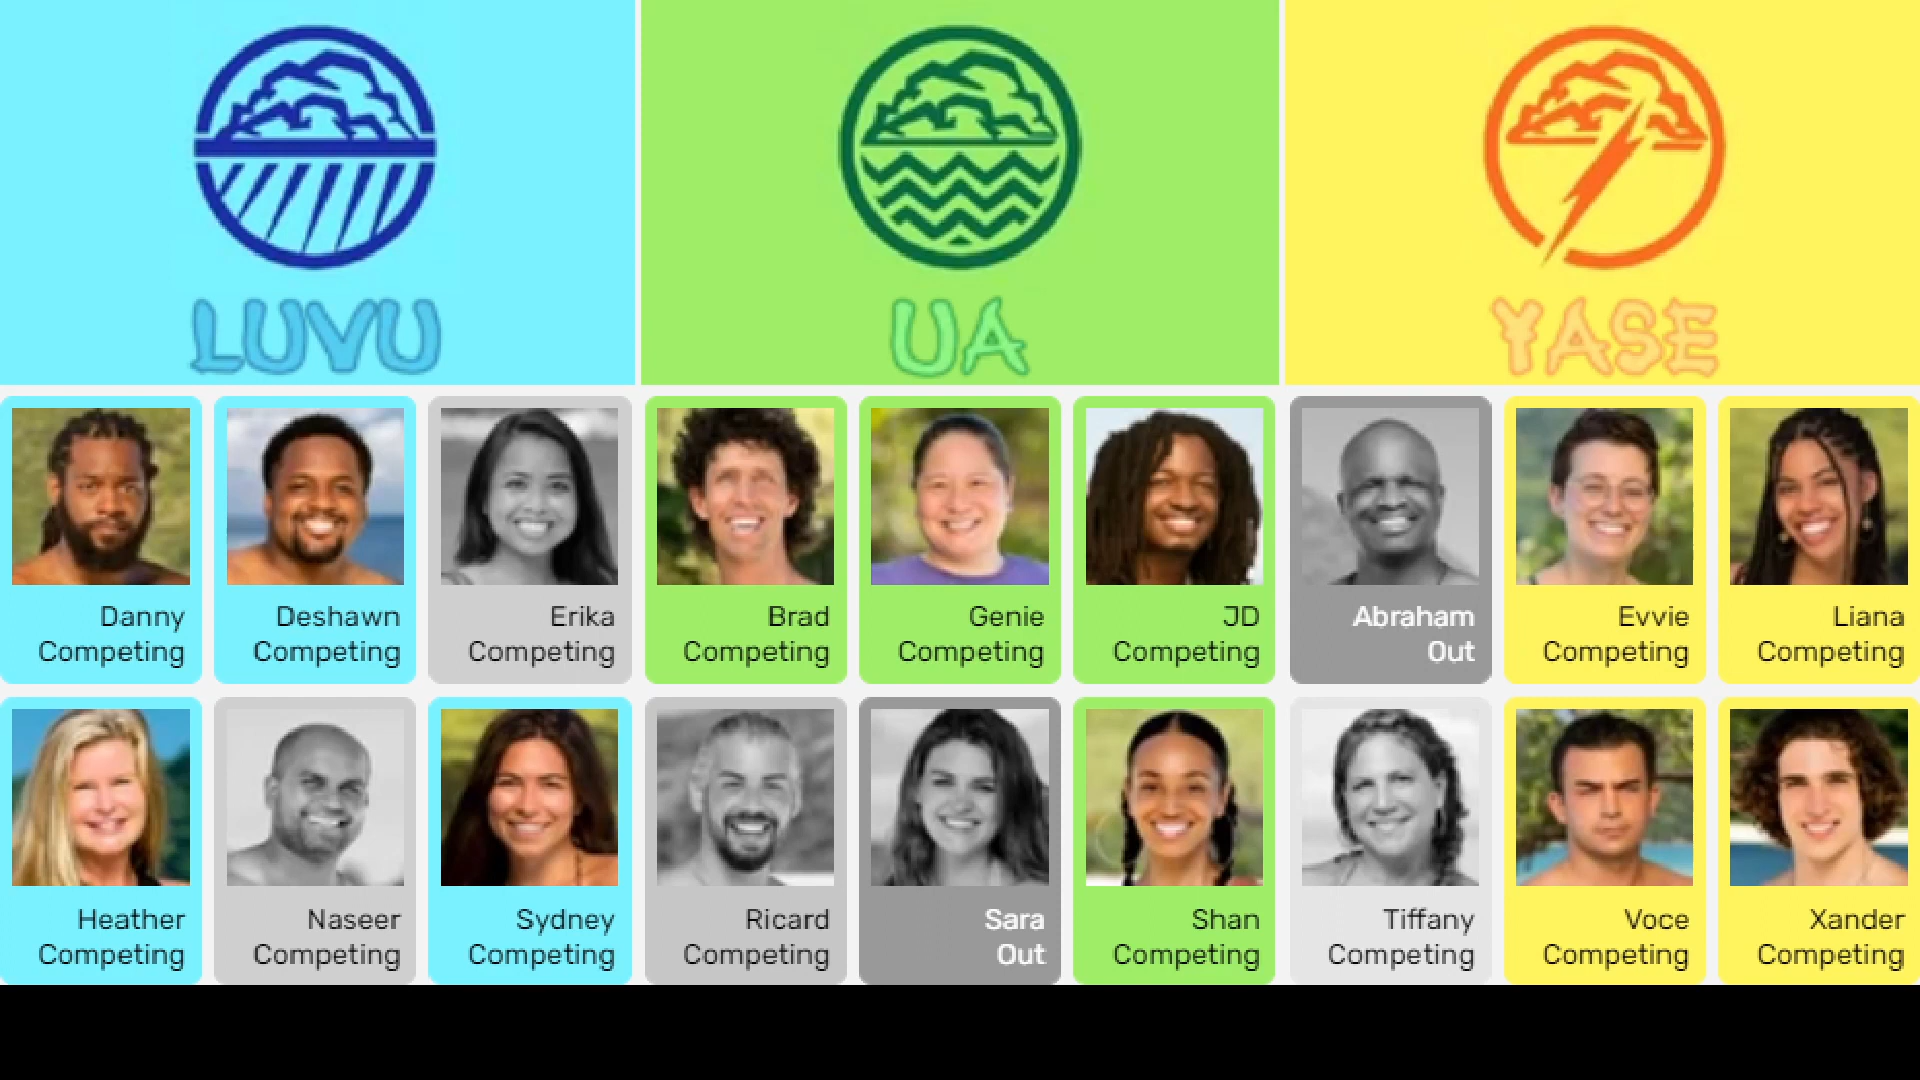 LUVU
UA
YASE
Danny
Competing
Deshawn
Competing
Erika
Competing
Brad
Competing
Genie
Competing
JD
Competing
Abraham
Out
Evvie
Competing
Liana
Competing
Heather
Competing
Naseer
Competing
Sydney
Competing
Ricard
Competing
Sara
Out
Shan
Competing
Tiffany
Competing
Voce
Competing
Xander
Competing